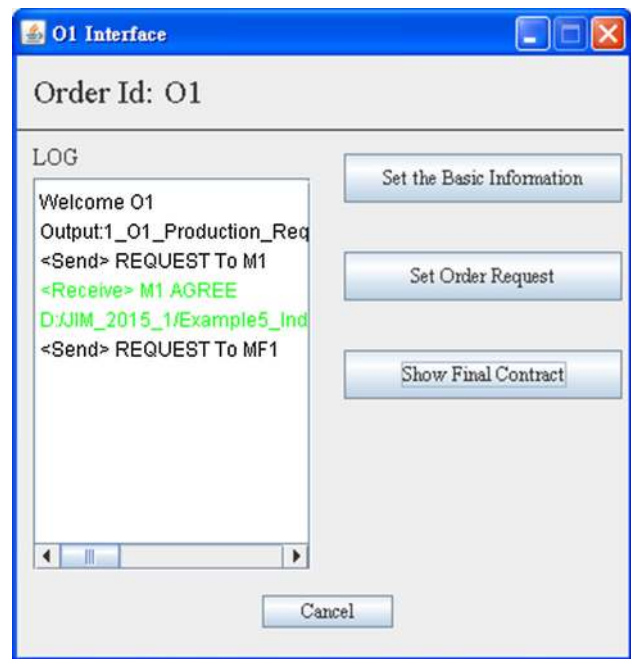 O1 Interface
Order Id: O1
LOG
Welcome O1
Output:1_O1_Production_Req
<Send> REQUEST To M1
<Receive> M1 AGREE
D:/JIM_2015_1/Example5_Ind
<Send> REQUEST To MF1
Set the Basic Information
Set Order Request
Show Final Contract
Cancel